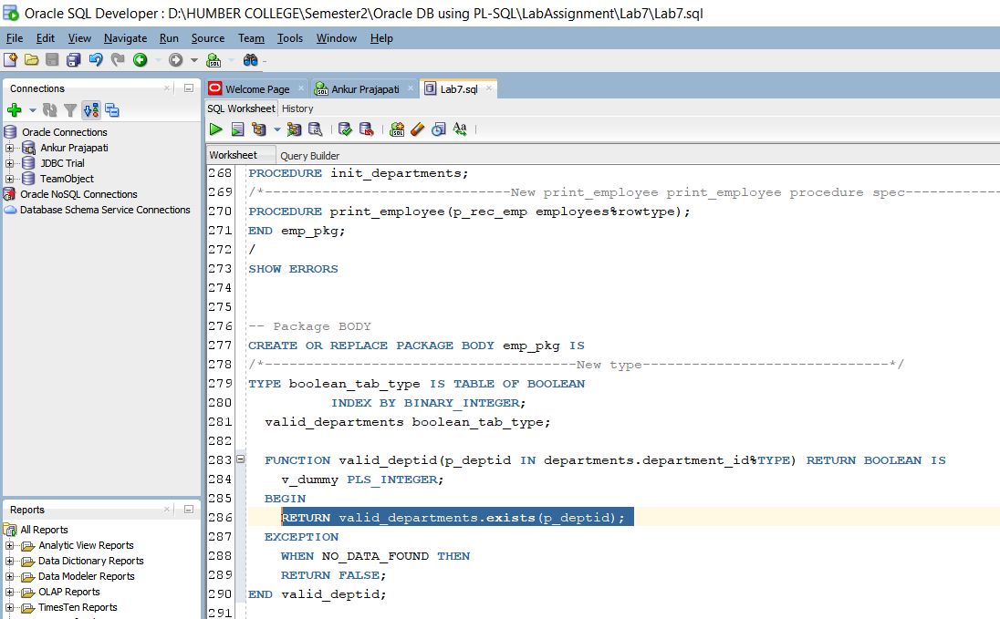 Oracle SQL Developer : D:\HUMBER COLLEGE\Semester2\Oracle DB using PL-SQL\LabAssignment\Lab7\Lab7.sql
File Edit View Navigate Run Source Team Tools Window Help
Connections
Oracle Connections
Ankur Prajapati
JDBC Trial
TeamObject
Oracle NoSQL Connections
Database Schema Service Connections
Reports
All Reports
Analytic View Reports
Data Dictionary Reports
Data Modeler Reports
OLAP Reports
TimesTen Reports
Welcome Page Ankur Prajapati Lab7.sql
SQL Worksheet History
Worksheet Query Builder
268 PROCEDURE init_departments;
269 /*------------------------------New print_employee print_employee procedure spec------------
270 PROCEDURE print_employee(p_rec_emp employees%rowtype);
271 END emp_pkg;
272 /
273 SHOW ERRORS
274
275
276 -- Package BODY
277 CREATE OR REPLACE PACKAGE BODY emp_pkg IS
278 /*--------------------------------------New type------------------------------*/
279 TYPE boolean_tab_type IS TABLE OF BOOLEAN
280 INDEX BY BINARY_INTEGER;
281 valid_departments boolean_tab_type;
282
283 FUNCTION valid_deptid(p_deptid IN departments.department_id%TYPE) RETURN BOOLEAN IS
284 v_dummy PLS_INTEGER;
285 BEGIN
286 RETURN valid_departments.exists(p_deptid);
287 EXCEPTION
288 WHEN NO_DATA_FOUND THEN
289 RETURN FALSE;
290 END valid_deptid;
291